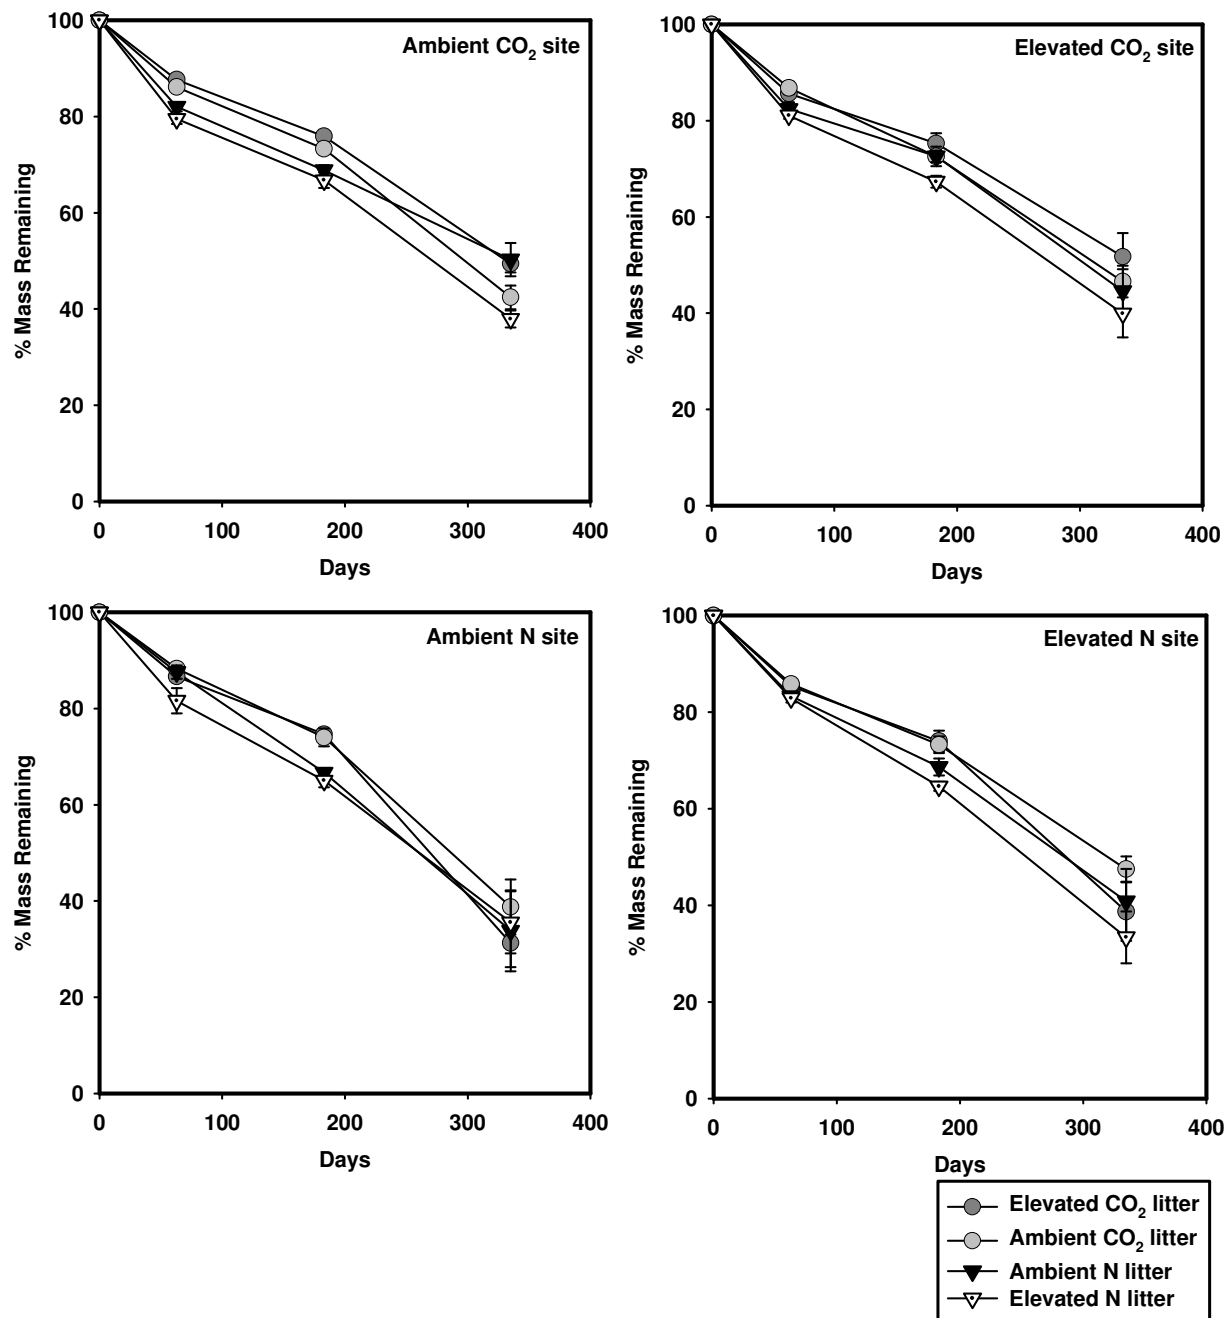 Ambient CO2 site
% Mass Remaining
100
80
60
40
20
0
0 100 200 300 400
Days
Elevated CO2 site
% Mass Remaining
100
80
60
40
20
0
0 100 200 300 400
Days
Ambient N site
% Mass Remaining
100
80
60
40
20
0
0 100 200 300 400
Days
Elevated N site
% Mass Remaining
100
80
60
40
20
0
0 100 200 300 400
Days
Elevated CO2 litter
Ambient CO2 litter
Ambient N litter
Elevated N litter